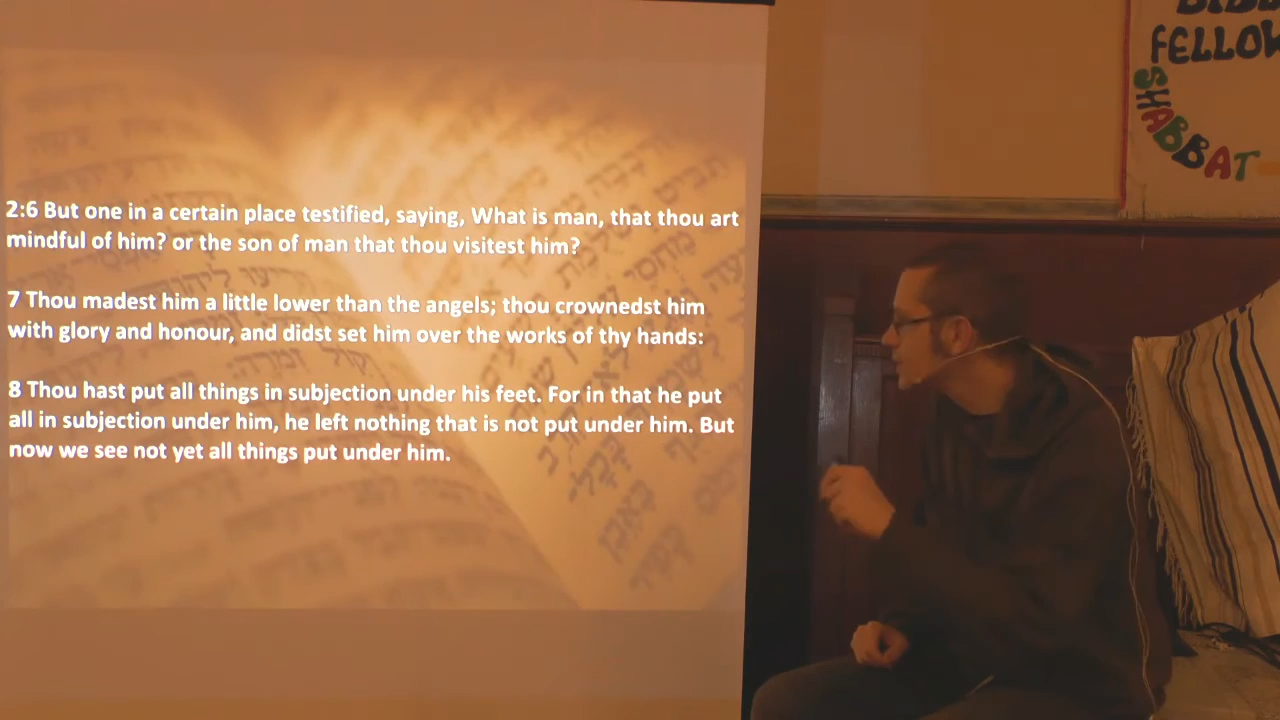 2:6 But one in a certain place testified, saying, What is man, that thou art
mindful of him? or the son of man that thou visitest him?
7 Thou madest him a little lower than the angels; thou crownedst him
with glory and honour, and didst set him over the works of thy hands:
8 Thou hast put all things in subjection under his feet. For in that he put
all in subjection under him, he left nothing that is not put under him. But
now we see not yet all things put under him.
FELLOW
SHABBAT